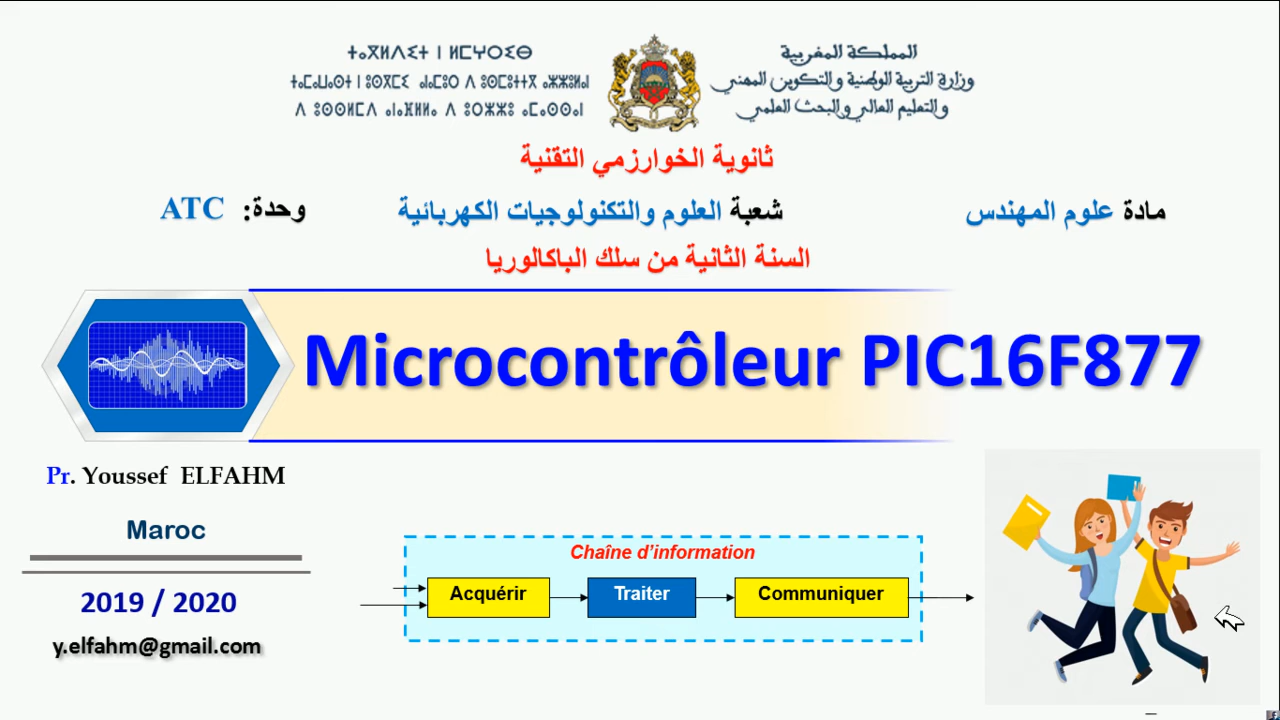 ⵜⴰⴳⵍⴷⵉⵜ ⵏ ⵍⵎⵖⵔⵉⴱ
المملكة المغربية
وزارة التربية الوطنية والتكوين المهني
والتعليم العالي والبحث العلمي
ثانوية الخوارزمي التقنية
مادة علوم المهندس
شعبة العلوم والتكنولوجيات الكهربائية
وحدة: ATC
السنة الثانية من سلك الباكالوريا
Microcontrôleur PIC16F877
Pr. Youssef ELFAHM
Maroc
2019 / 2020
y.elfahm@gmail.com
Chaîne d’information
Acquérir
Traiter
Communiquer